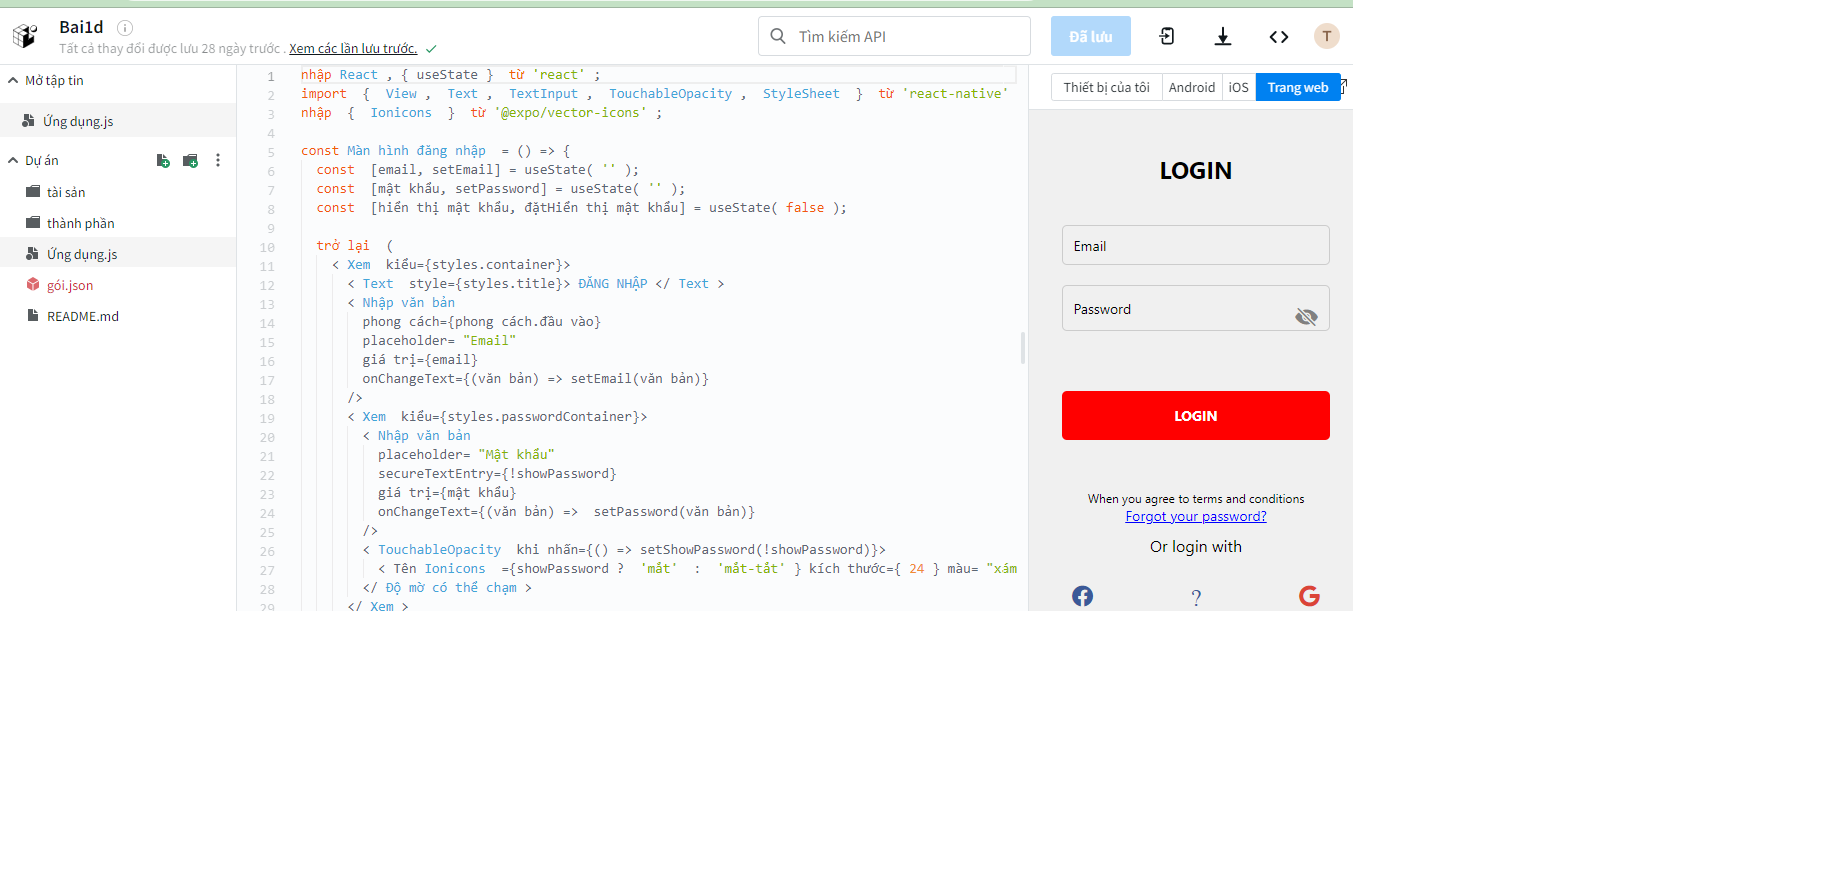 Bai1d
Tất cả thay đổi được lưu 28 ngày trước . Xem các lần lưu trước.
Tìm kiếm API
Đã lưu
T
Mở tập tin
Ứng dụng.js
Dự án
tài sản
thành phần
Ứng dụng.js
gói.json
README.md
1 nhập React , { useState } từ 'react' ;
2 import { View , Text , TextInput , TouchableOpacity , StyleSheet } từ 'react-native'
3 nhập { Ionicons } từ '@expo/vector-icons' ;
4
5 const Màn hình đăng nhập = () => {
6 const [email, setEmail] = useState( '' );
7 const [mật khẩu, setPassword] = useState( '' );
8 const [hiển thị mật khẩu, đặtHiển thị mật khẩu] = useState( false );
9
10 trở lại (
11 < Xem kiểu={styles.container}>
12 < Text style={styles.title}> ĐĂNG NHẬP </ Text >
13 < Nhập văn bản
14 phong cách={phong cách.đầu vào}
15 placeholder= "Email"
16 giá trị={email}
17 onChangeText={(văn bản) => setEmail(văn bản)}
18 />
19 < Xem kiểu={styles.passwordContainer}>
20 < Nhập văn bản
21 placeholder= "Mật khẩu"
22 secureTextEntry={!showPassword}
23 giá trị={mật khẩu}
24 onChangeText={(văn bản) => setPassword(văn bản)}
25 />
26 < TouchableOpacity khi nhấn={() => setShowPassword(!showPassword)}>
27 < Tên Ionicons ={showPassword ? 'mắt' : 'mắt-tắt' } kích thước={ 24 } màu= "xám
28 </ Độ mờ có thể chạm >
29 </ Xem >
Thiết bị của tôi
Android
iOS
Trang web
LOGIN
Email
Password
LOGIN
When you agree to terms and conditions
Forgot your password?
Or login with
?
G